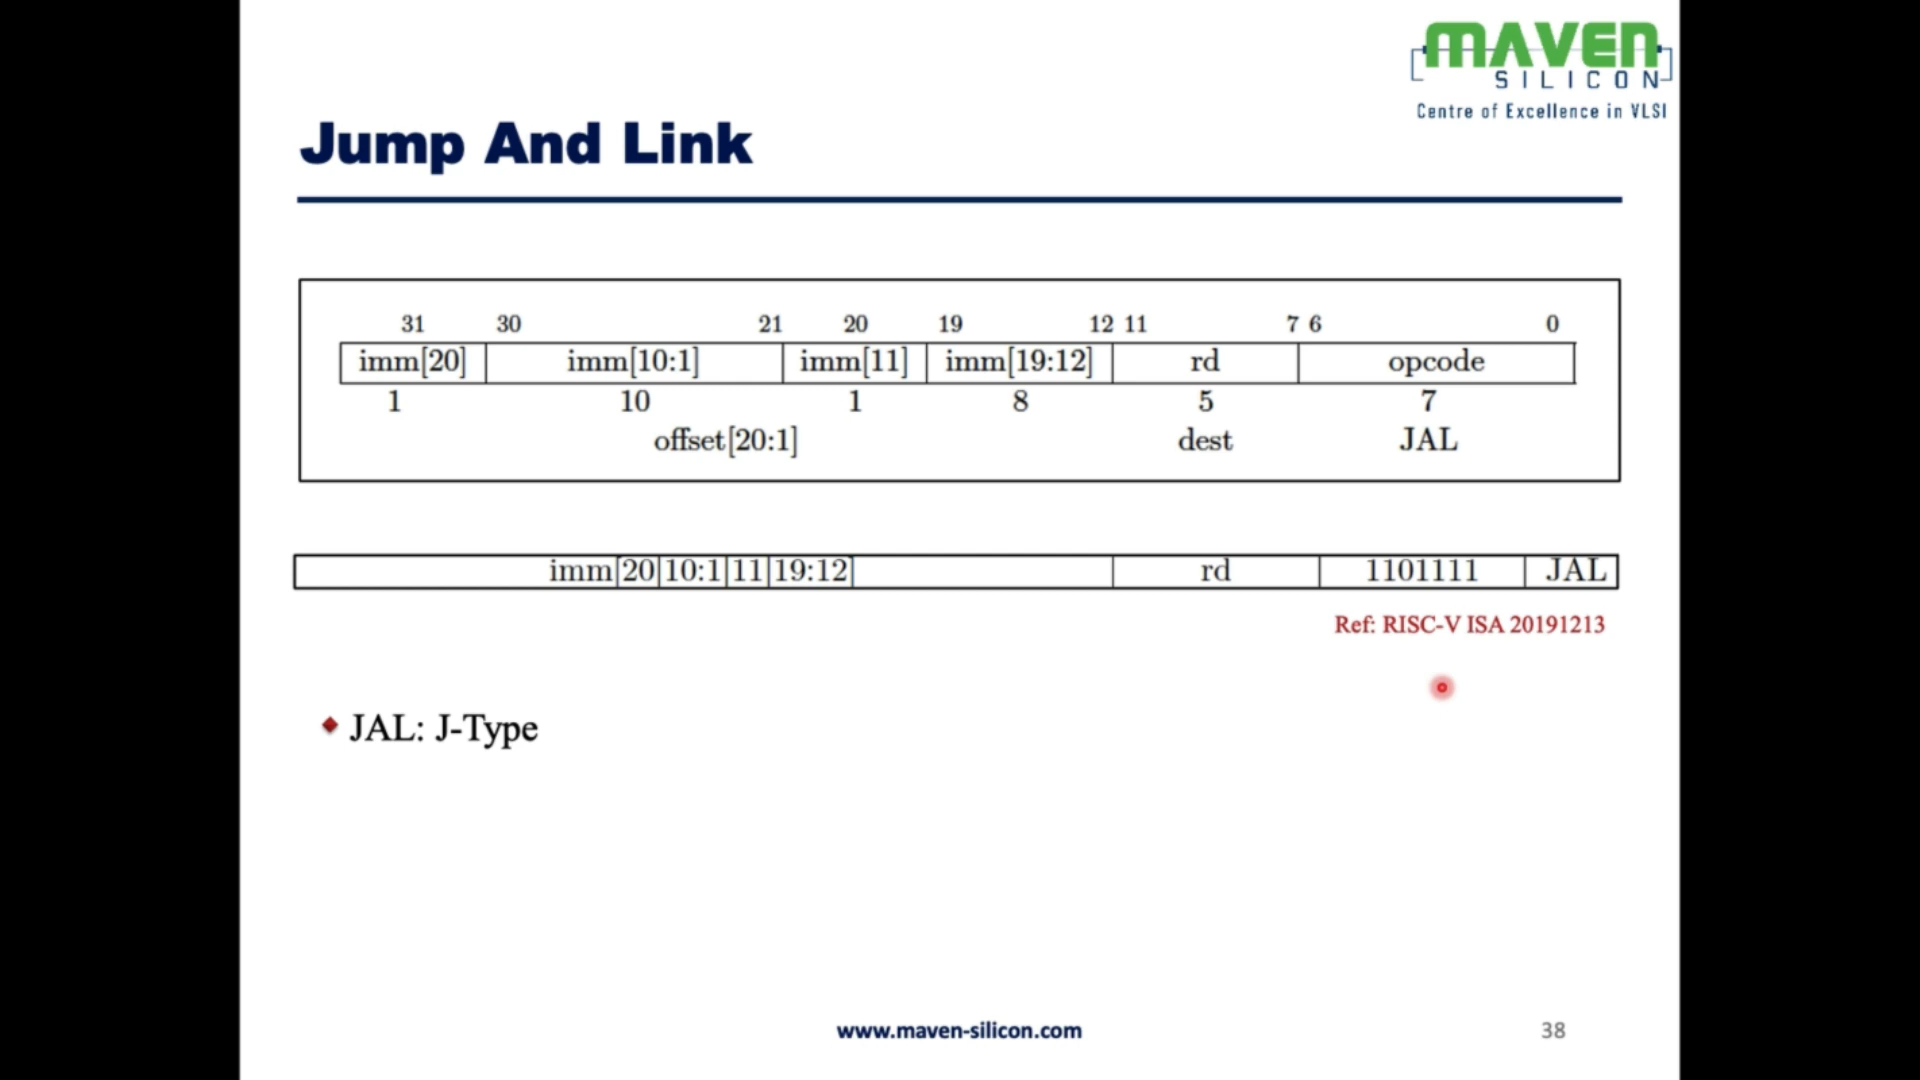 MAVEN
SILICON
Centre of Excellence in VLSI
Jump And Link
31 30 21 20 19 12 11 7 6 0
imm[20] imm[10:1] imm[11] imm[19:12] rd opcode
1 10 1 8 5 7
offset[20:1] dest JAL
imm[20|10:1|11|19:12] rd 1101111 JAL
Ref: RISC-V ISA 20191213
JAL: J-Type
www.maven-silicon.com 38